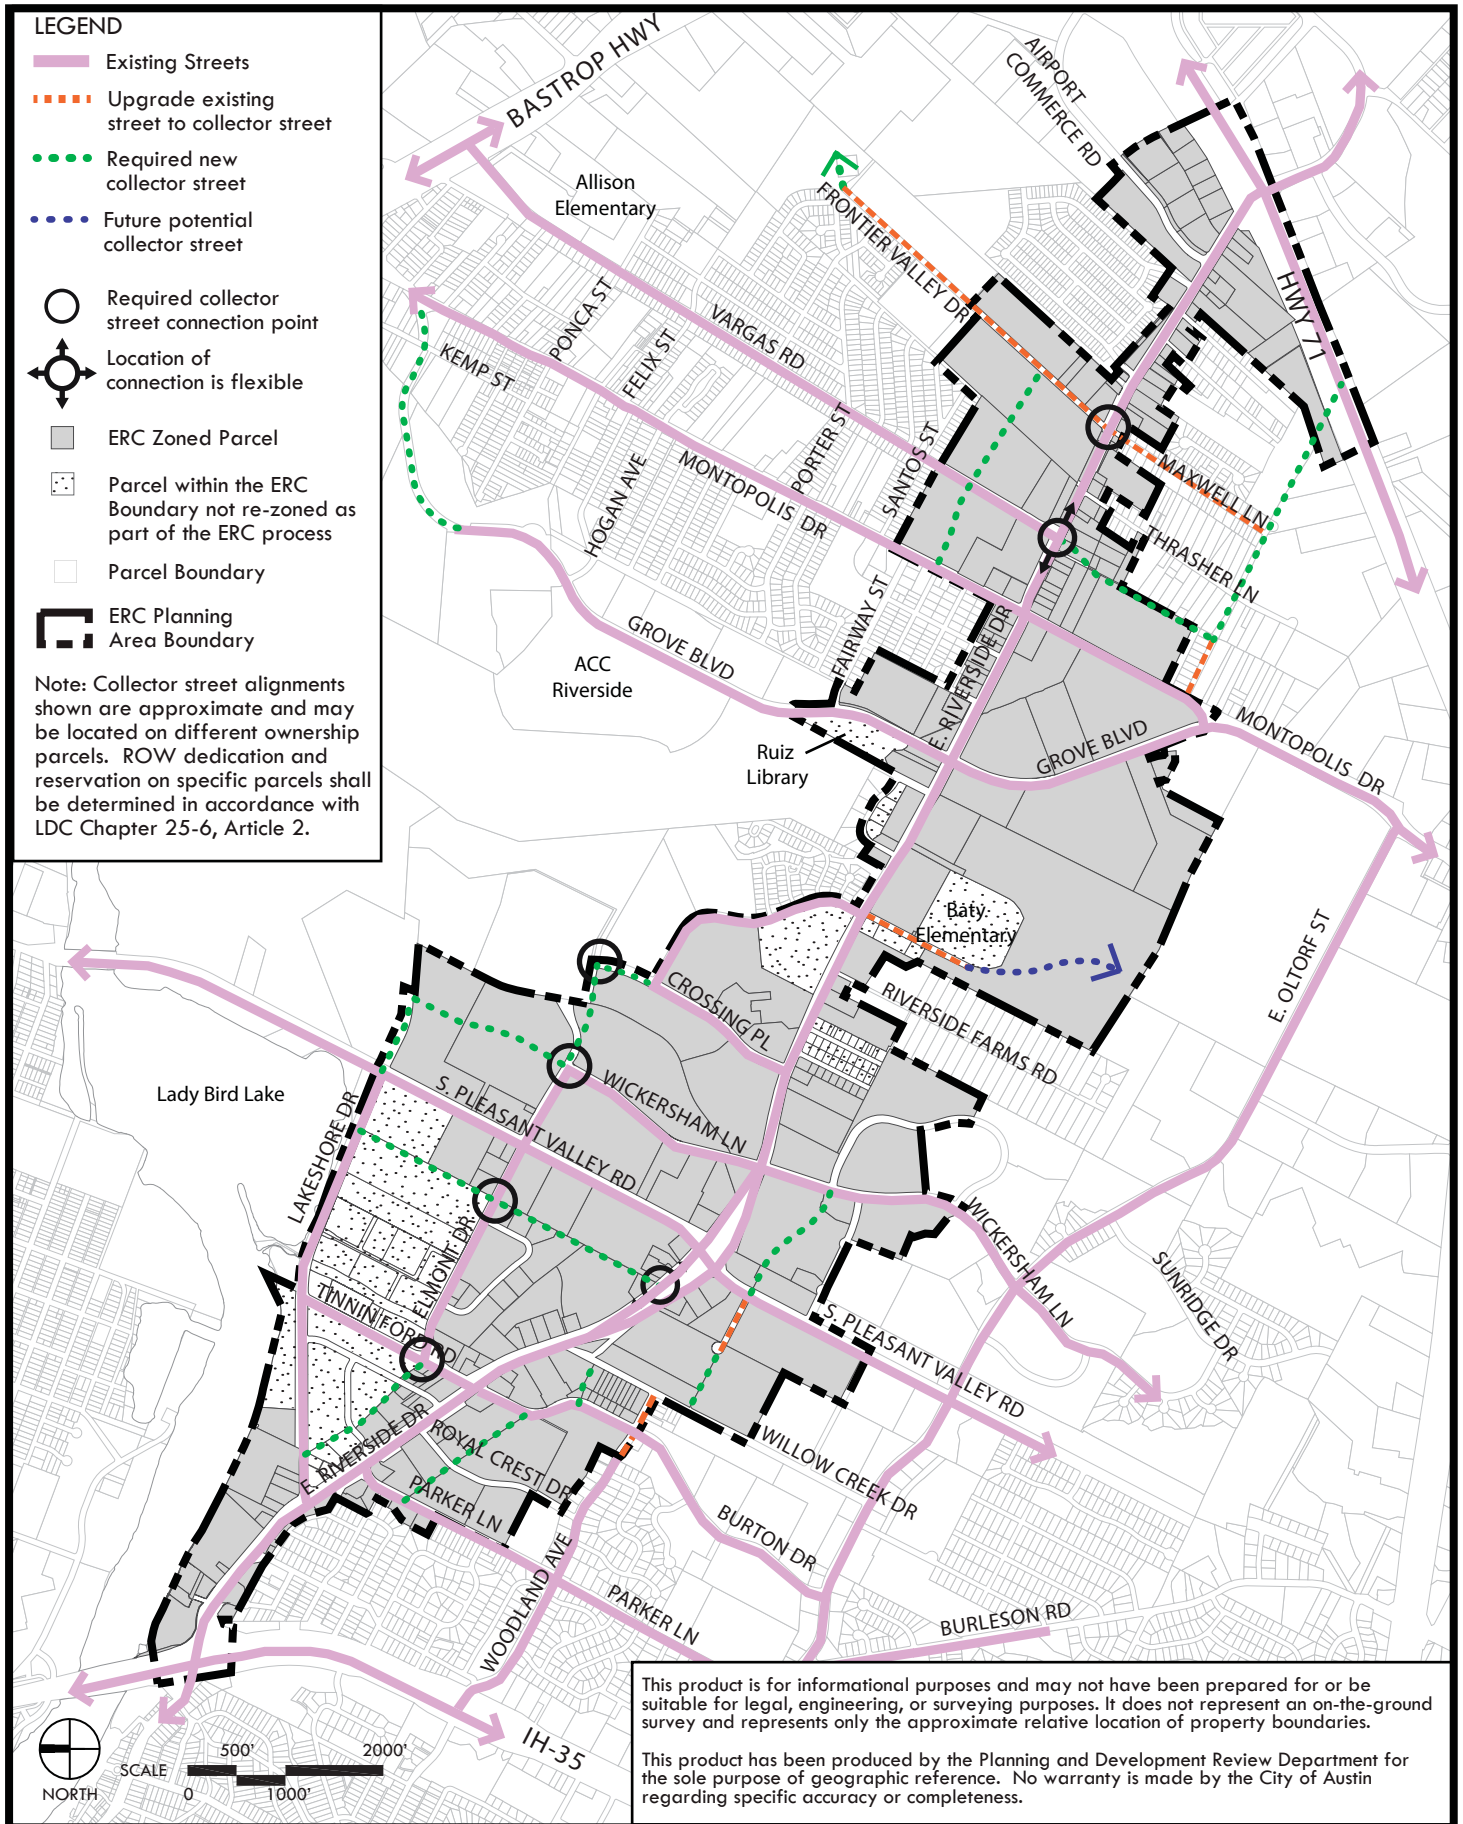 LEGEND
Existing Streets
Upgrade existing
street to collector street
Required new
collector street
Future potential
collector street
Required collector
street connection point
Location of
connection is flexible
ERC Zoned Parcel
Parcel within the ERC
Boundary not re-zoned as
part of the ERC process
Parcel Boundary
ERC Planning
Area Boundary
Note: Collector street alignments
shown are approximate and may
be located on different ownership
parcels. ROW dedication and
reservation on specific parcels shall
be determined in accordance with
LDC Chapter 25-6, Article 2.
BASTROP HWY
AIRPORT
COMMERCE RD
Allison
Elementary
FRONTIER VALLEY DR
HWY 71
PONCA ST
VARGAS RD
KEMP ST
FELIX ST
PORTER ST
SANTOS ST
MONTOPOLIS DR
HOGAN AVE
MAXWELL LN
THRASHER LN
FAIRWAY ST
GROVE BLVD
ACC
Riverside
E. RIVERSIDE DR
Ruiz
Library
GROVE BLVD
MONTOPOLIS DR
Baty
Elementary
E. OLTORF ST
CROSSING PL
RIVERSIDE FARMS RD
Lady Bird Lake
LAKESHORE DR
S. PLEASANT VALLEY RD
WICKERSHAM LN
WICKERSHAM LN
SUNRIDGE DR
ELMONT DR
TINNIN FORD RD
S. PLEASANT VALLEY RD
E. RIVERSIDE DR
ROYAL CREST DR
PARKER LN
WILLOW CREEK DR
BURTON DR
WOODLAND AVE
PARKER LN
BURLESON RD
IH-35
NORTH
SCALE
500'
2000'
0
1000'
This product is for informational purposes and may not have been prepared for or be
suitable for legal, engineering, or surveying purposes. It does not represent an on-the-ground
survey and represents only the approximate relative location of property boundaries.
This product has been produced by the Planning and Development Review Department for
the sole purpose of geographic reference. No warranty is made by the City of Austin
regarding specific accuracy or completeness.